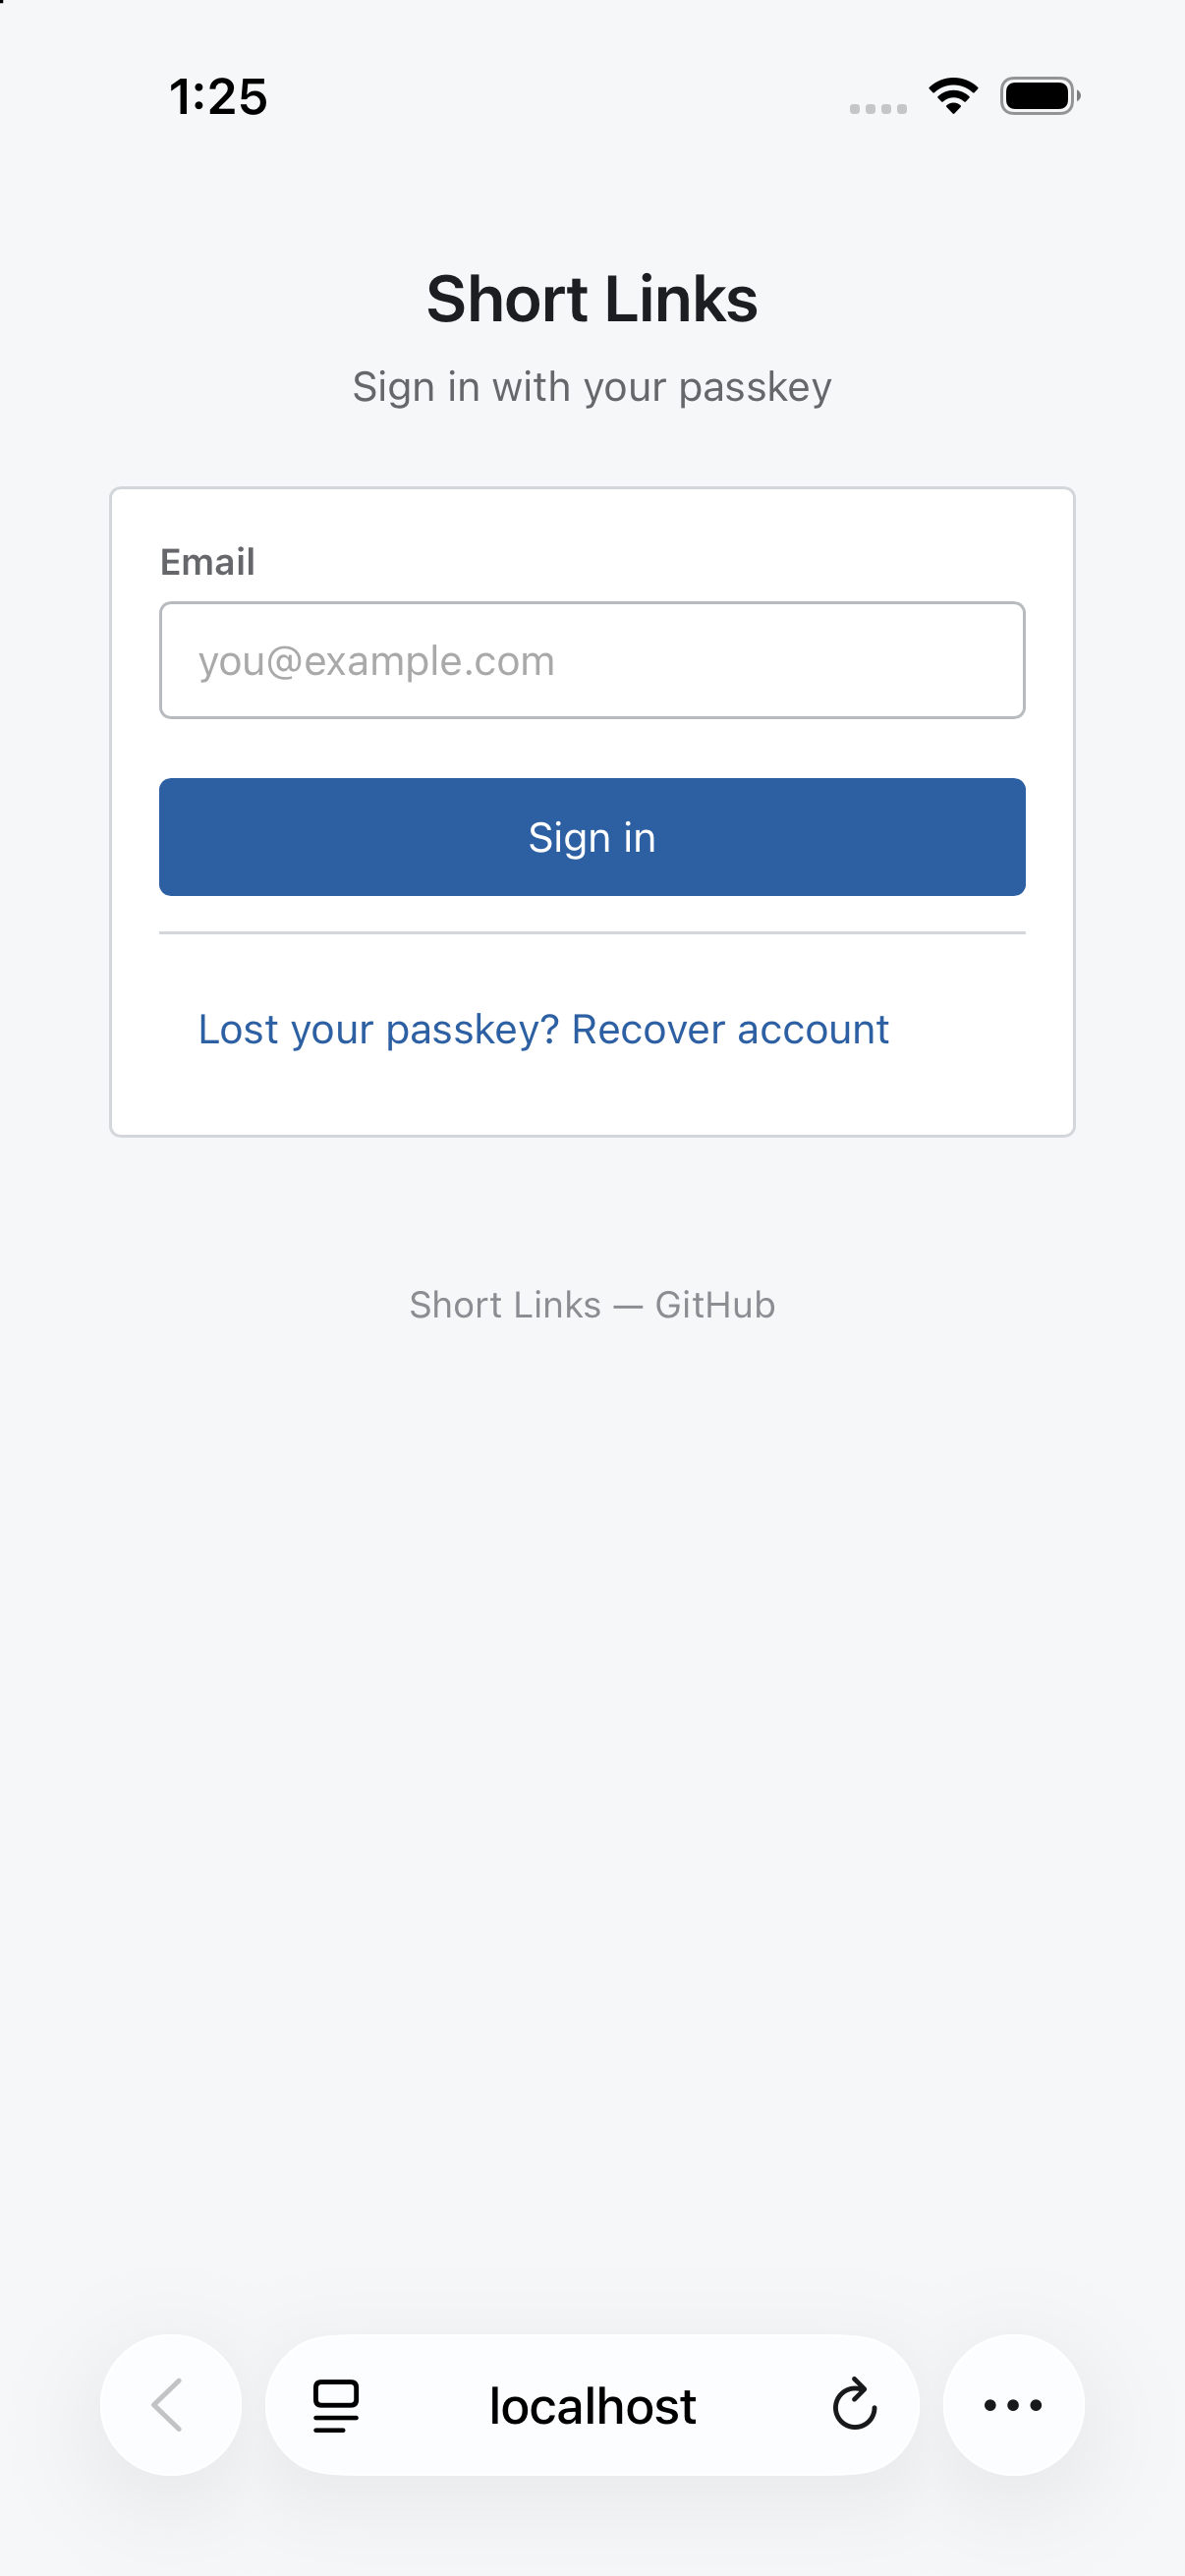 1:25
Short Links
Sign in with your passkey
Email
you@example.com
Sign in
Lost your passkey? Recover account
Short Links — GitHub
localhost